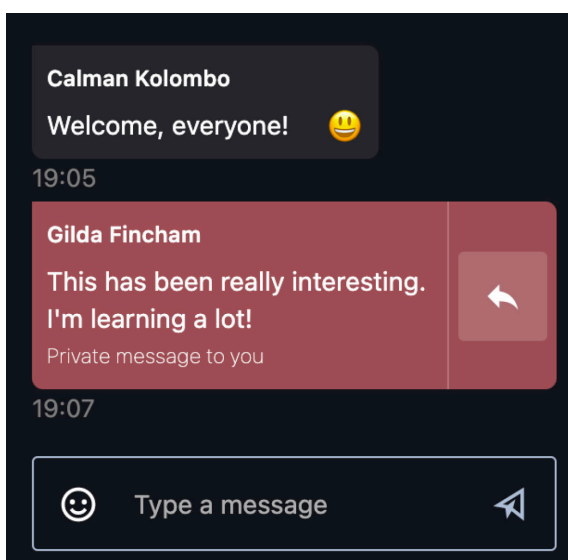 Calman Kolombo
Welcome, everyone! 😃
19:05
Gilda Fincham
This has been really interesting.
I'm learning a lot!
Private message to you
19:07
Type a message